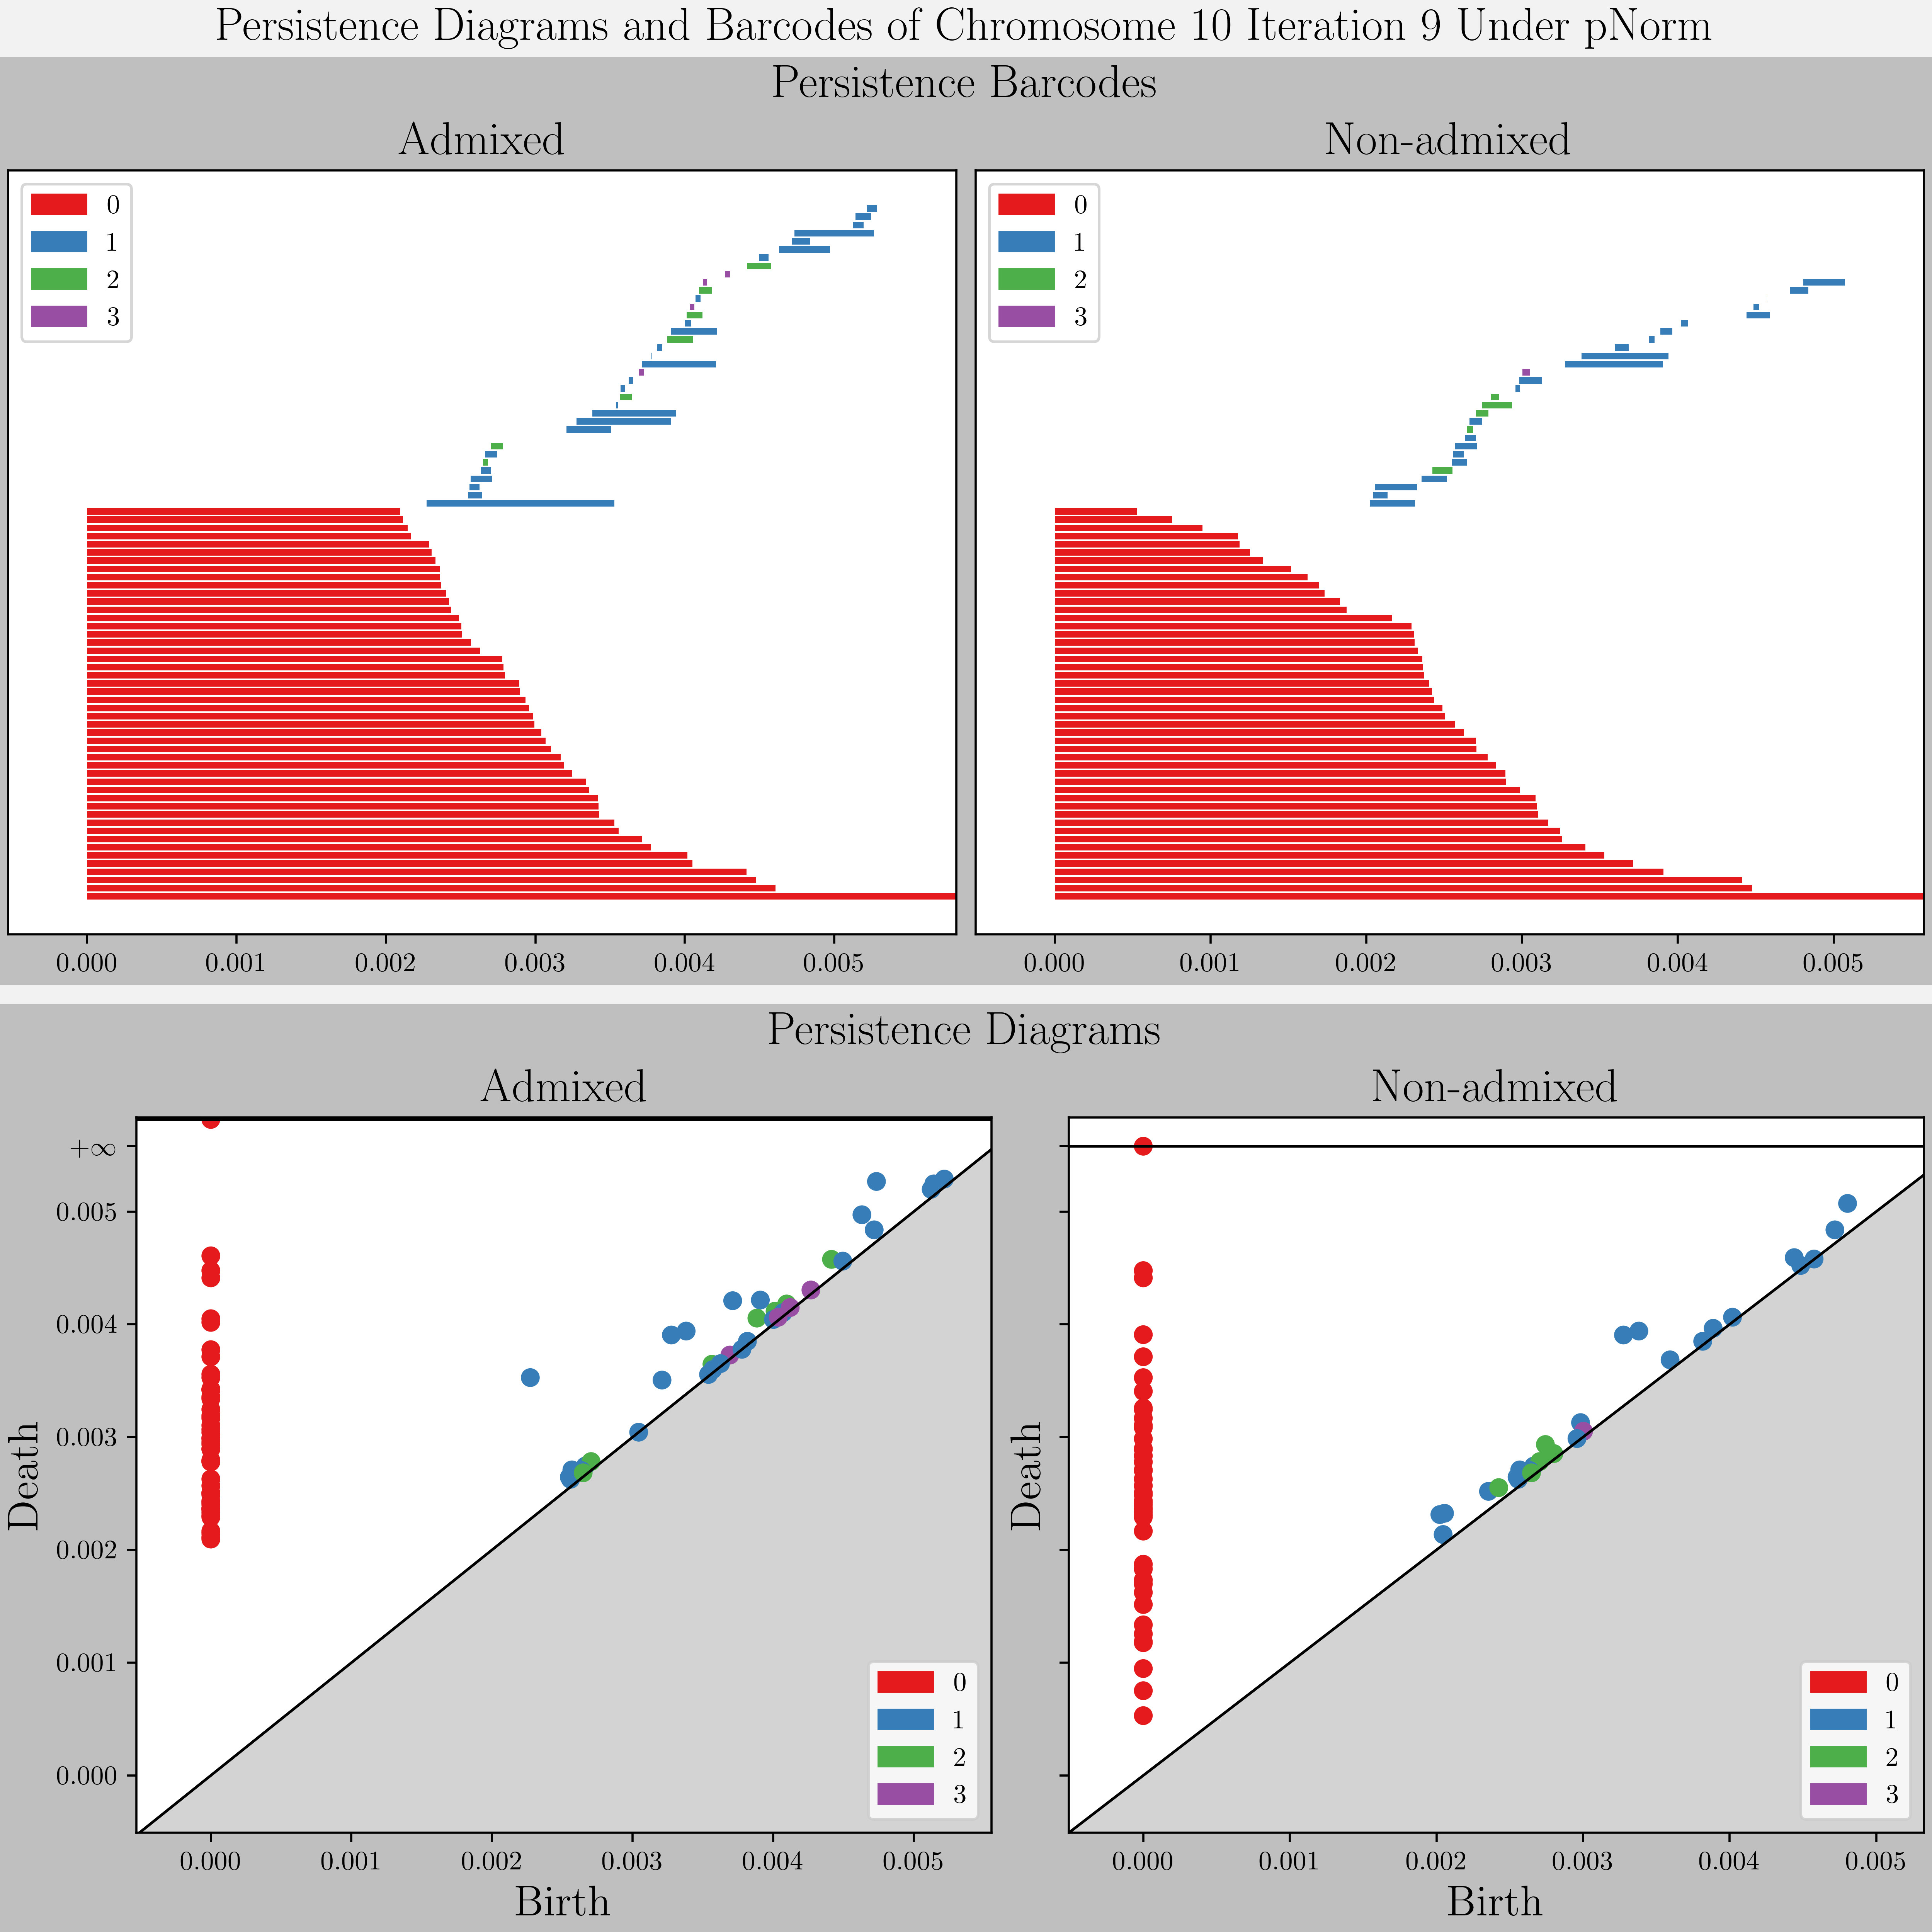 Persistence Diagrams and Barcodes of Chromosome 10 Iteration 9 Under pNorm
Persistence Barcodes
Admixed
0
1
2
3
0.000 0.001 0.002 0.003 0.004 0.005
Non-admixed
0
1
2
3
0.000 0.001 0.002 0.003 0.004 0.005
Persistence Diagrams
Admixed
Death
+∞
0.005
0.004
0.003
0.002
0.001
0.000
0
1
2
3
0.000 0.001 0.002 0.003 0.004 0.005
Birth
Non-admixed
Death
0
1
2
3
0.000 0.001 0.002 0.003 0.004 0.005
Birth